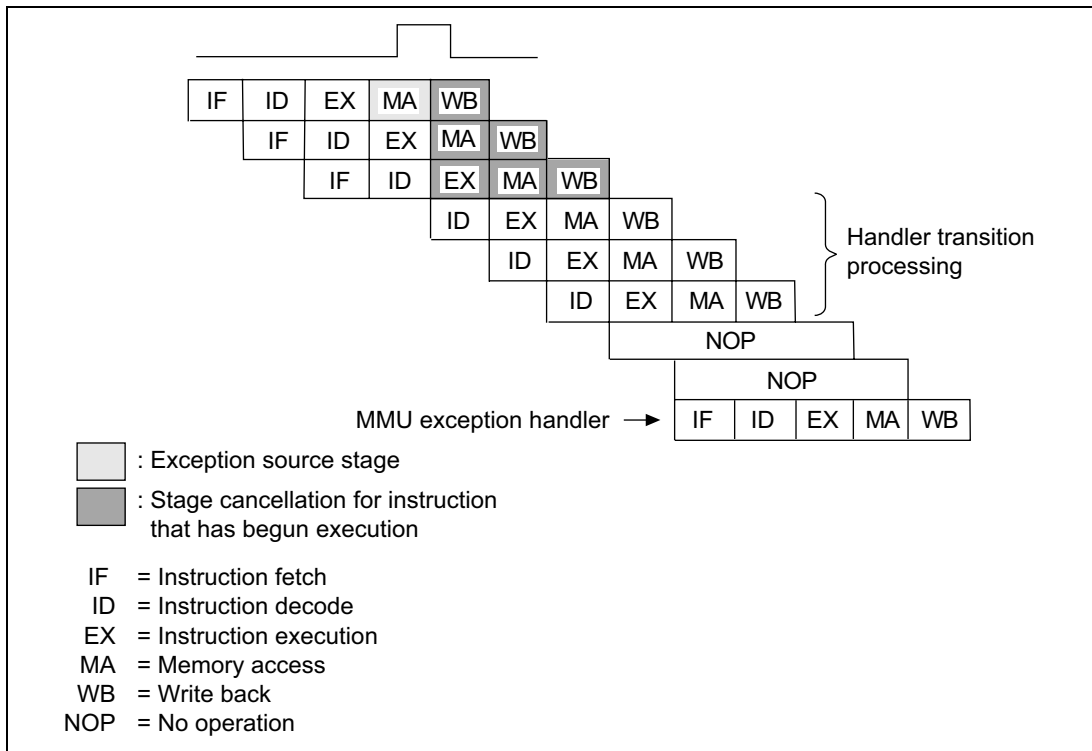 IF ID EX MA WB
IF ID EX MA WB
IF ID EX MA WB
ID EX MA WB
ID EX MA WB
ID EX MA WB
Handler transition
processing
NOP
NOP
MMU exception handler
IF ID EX MA WB
: Exception source stage
: Stage cancellation for instruction
that has begun execution
IF = Instruction fetch
ID = Instruction decode
EX = Instruction execution
MA = Memory access
WB = Write back
NOP = No operation